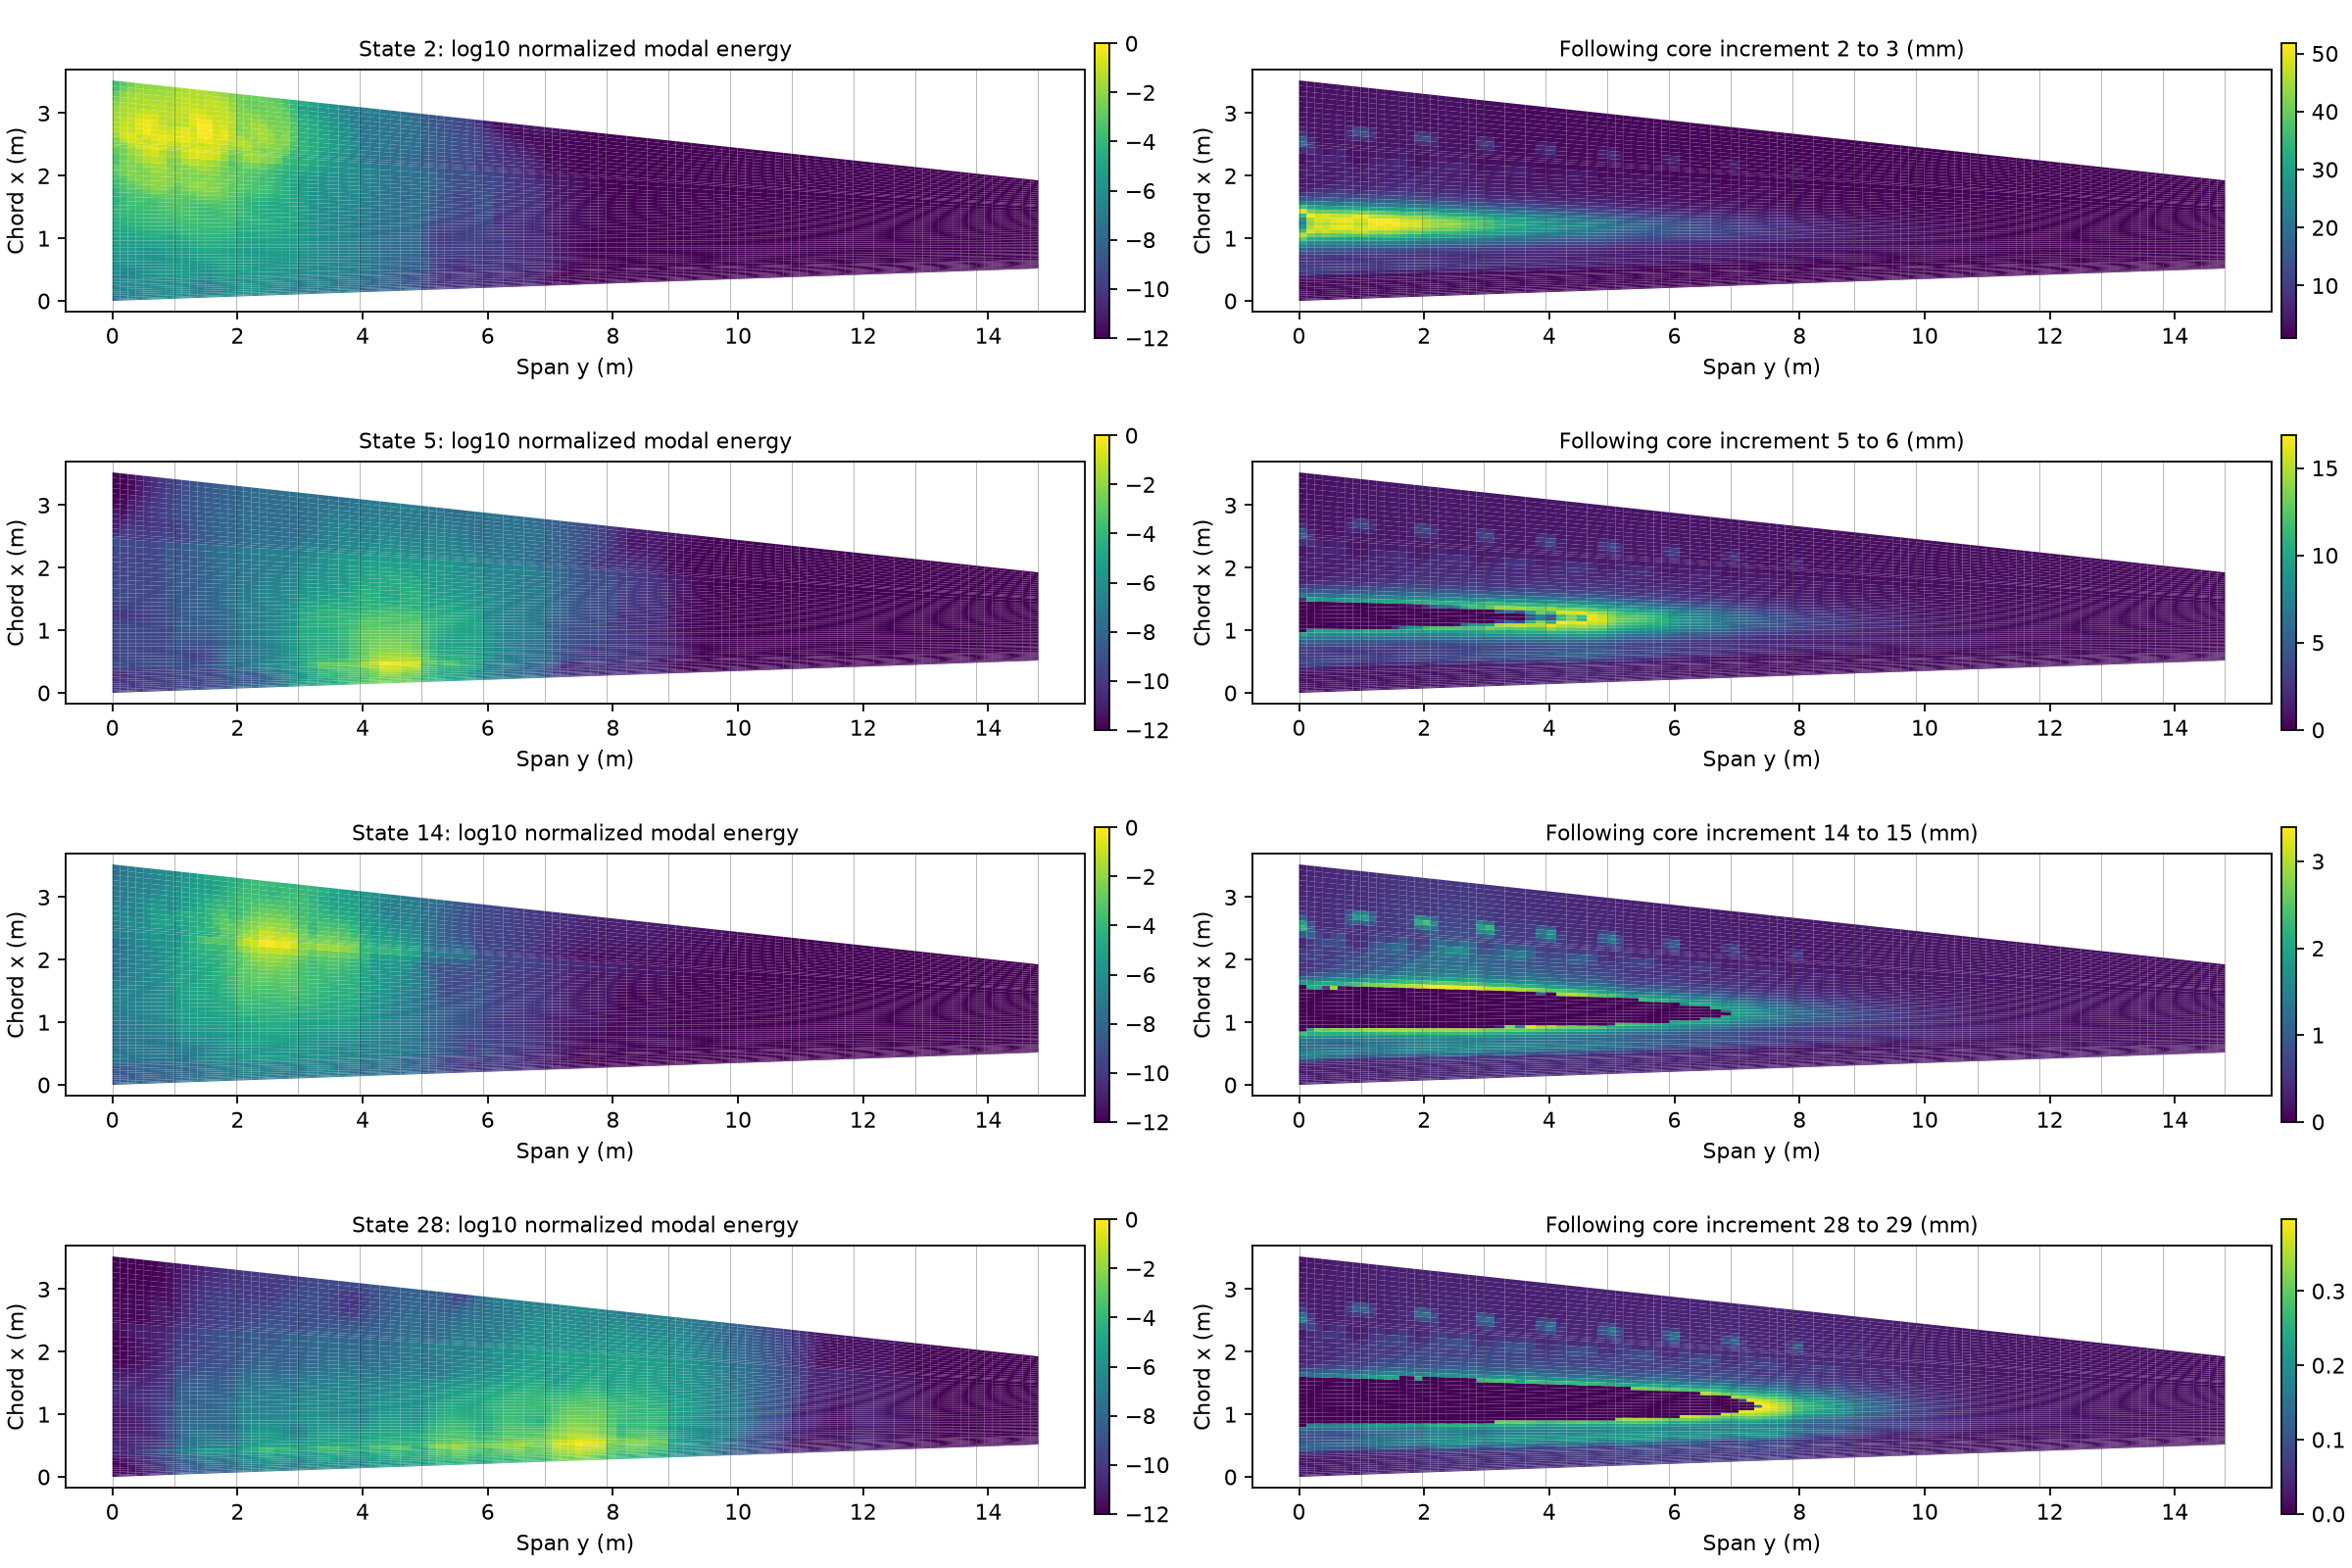 State 2: log10 normalized modal energy
Chord x (m)
3
2
1
0
0 2 4 6 8 10 12 14
Span y (m)
0
−2
−4
−6
−8
−10
−12
Following core increment 2 to 3 (mm)
Chord x (m)
3
2
1
0
0 2 4 6 8 10 12 14
Span y (m)
50
40
30
20
10
State 5: log10 normalized modal energy
Chord x (m)
3
2
1
0
0 2 4 6 8 10 12 14
Span y (m)
0
−2
−4
−6
−8
−10
−12
Following core increment 5 to 6 (mm)
Chord x (m)
3
2
1
0
0 2 4 6 8 10 12 14
Span y (m)
15
10
5
0
State 14: log10 normalized modal energy
Chord x (m)
3
2
1
0
0 2 4 6 8 10 12 14
Span y (m)
0
−2
−4
−6
−8
−10
−12
Following core increment 14 to 15 (mm)
Chord x (m)
3
2
1
0
0 2 4 6 8 10 12 14
Span y (m)
3
2
1
0
State 28: log10 normalized modal energy
Chord x (m)
3
2
1
0
0 2 4 6 8 10 12 14
Span y (m)
0
−2
−4
−6
−8
−10
−12
Following core increment 28 to 29 (mm)
Chord x (m)
3
2
1
0
0 2 4 6 8 10 12 14
Span y (m)
0.3
0.2
0.1
0.0